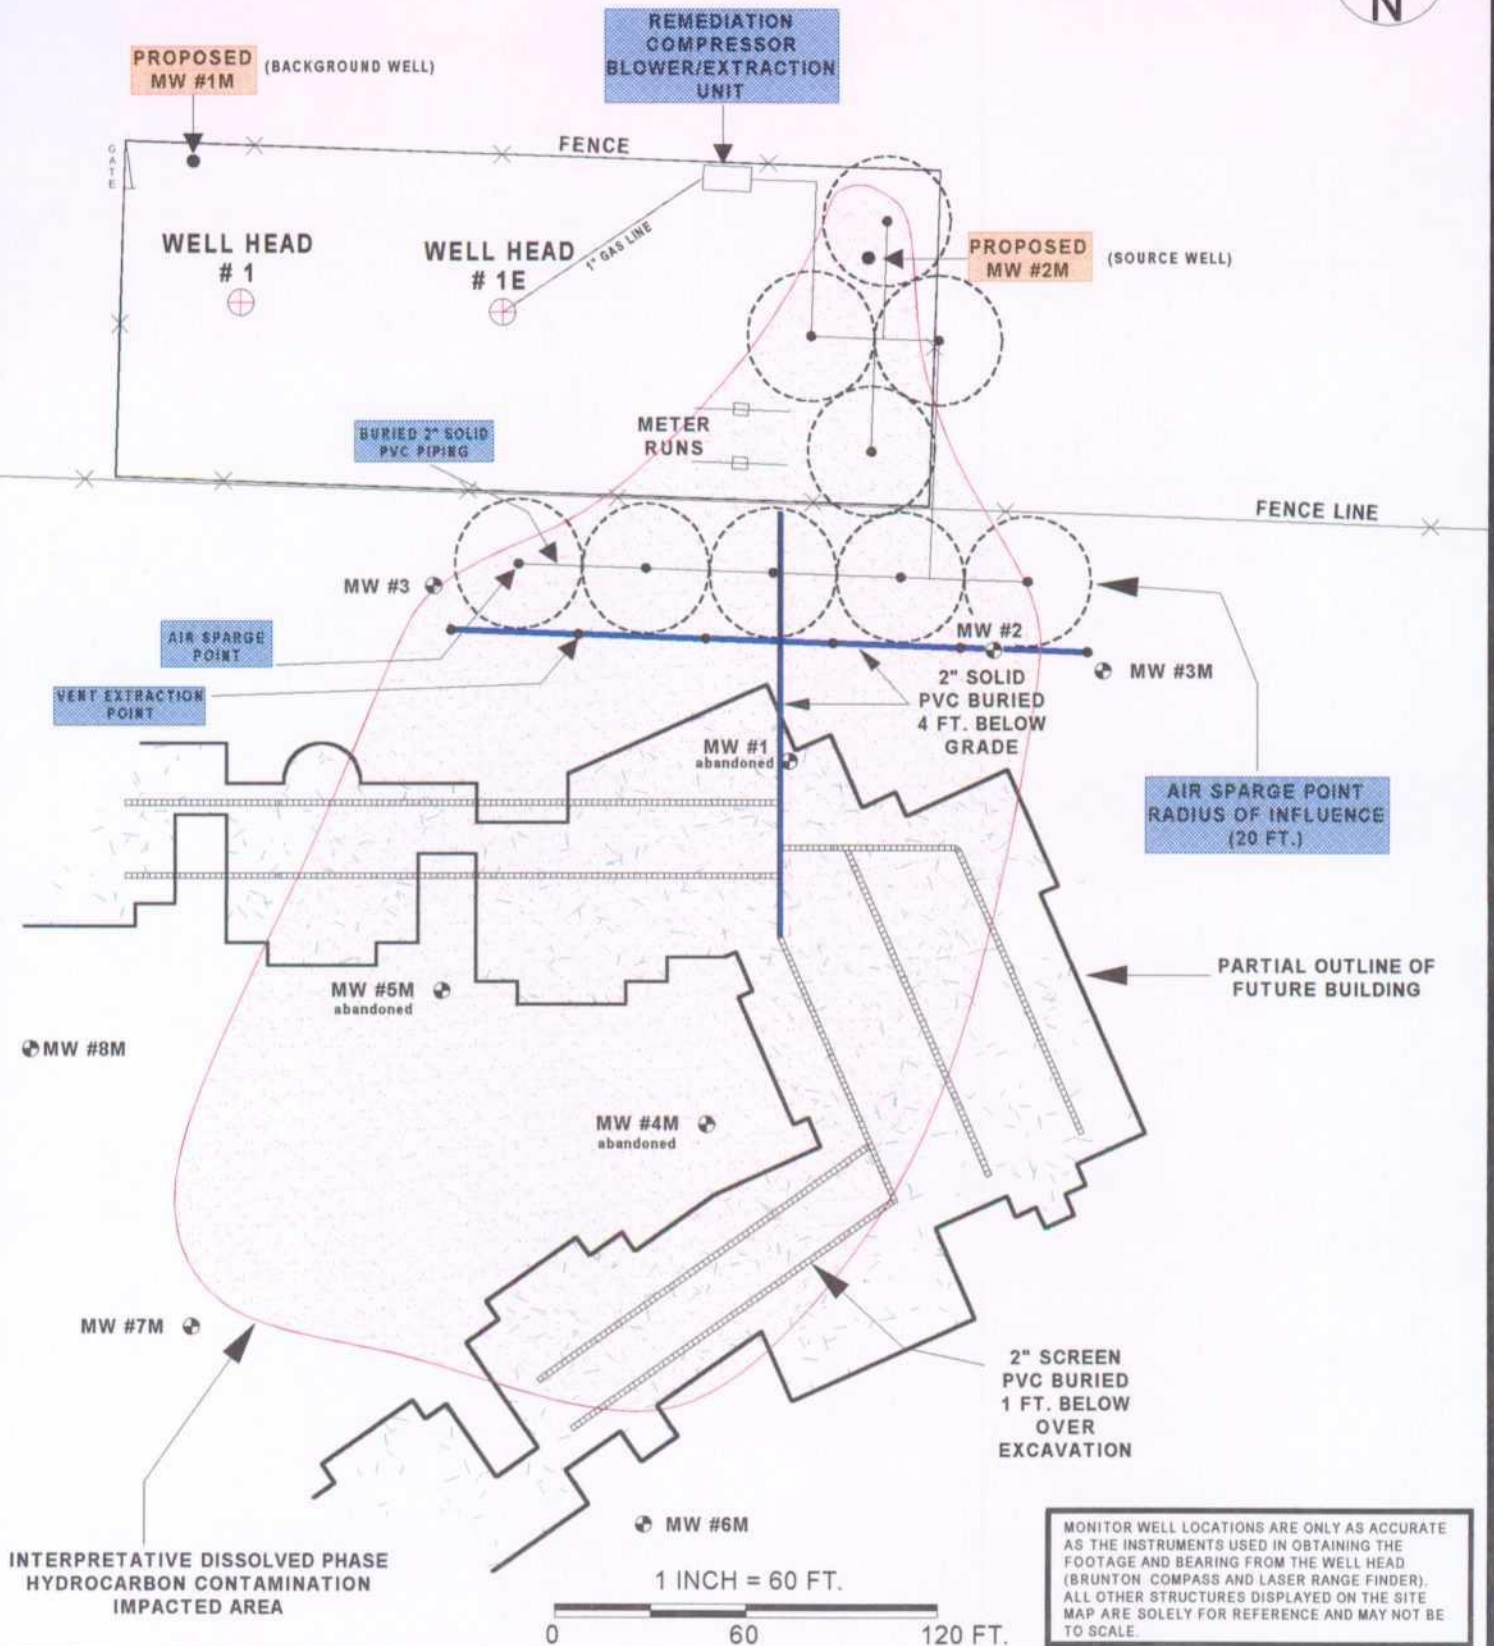 N
REMEDIATION
COMPRESSOR
BLOWER/EXTRACTION
UNIT
PROPOSED
MW #1M
(BACKGROUND WELL)
FENCE
GATE
WELL HEAD
# 1
WELL HEAD
# 1E
1" GAS LINE
PROPOSED
MW #2M
(SOURCE WELL)
METER
RUNS
BURIED 2" SOLID
PVC PIPING
FENCE LINE
MW #3
AIR SPARGE
POINT
MW #2
MW #3M
VENT EXTRACTION
POINT
2" SOLID
PVC BURIED
4 FT. BELOW
GRADE
MW #1
abandoned
AIR SPARGE POINT
RADIUS OF INFLUENCE
(20 FT.)
PARTIAL OUTLINE OF
FUTURE BUILDING
MW #5M
abandoned
MW #8M
MW #4M
abandoned
MW #7M
2" SCREEN
PVC BURIED
1 FT. BELOW
OVER
EXCAVATION
MW #6M
INTERPRETATIVE DISSOLVED PHASE
HYDROCARBON CONTAMINATION
IMPACTED AREA
1 INCH = 60 FT.
0 60 120 FT.
MONITOR WELL LOCATIONS ARE ONLY AS ACCURATE
AS THE INSTRUMENTS USED IN OBTAINING THE
FOOTAGE AND BEARING FROM THE WELL HEAD
(BRUNTON COMPASS AND LASER RANGE FINDER).
ALL OTHER STRUCTURES DISPLAYED ON THE SITE
MAP ARE SOLELY FOR REFERENCE AND MAY NOT BE
TO SCALE.